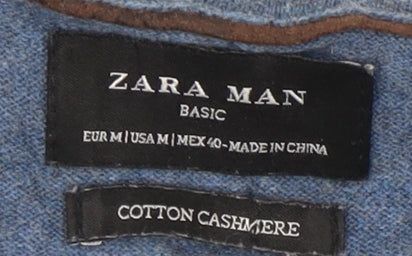 ZARA MAN
BASIC
EUR M | USA M | MEX 40 - MADE IN CHINA
COTTON CASHMERE